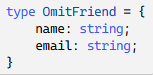 type OmitFriend = {
    name: string;
    email: string;
}